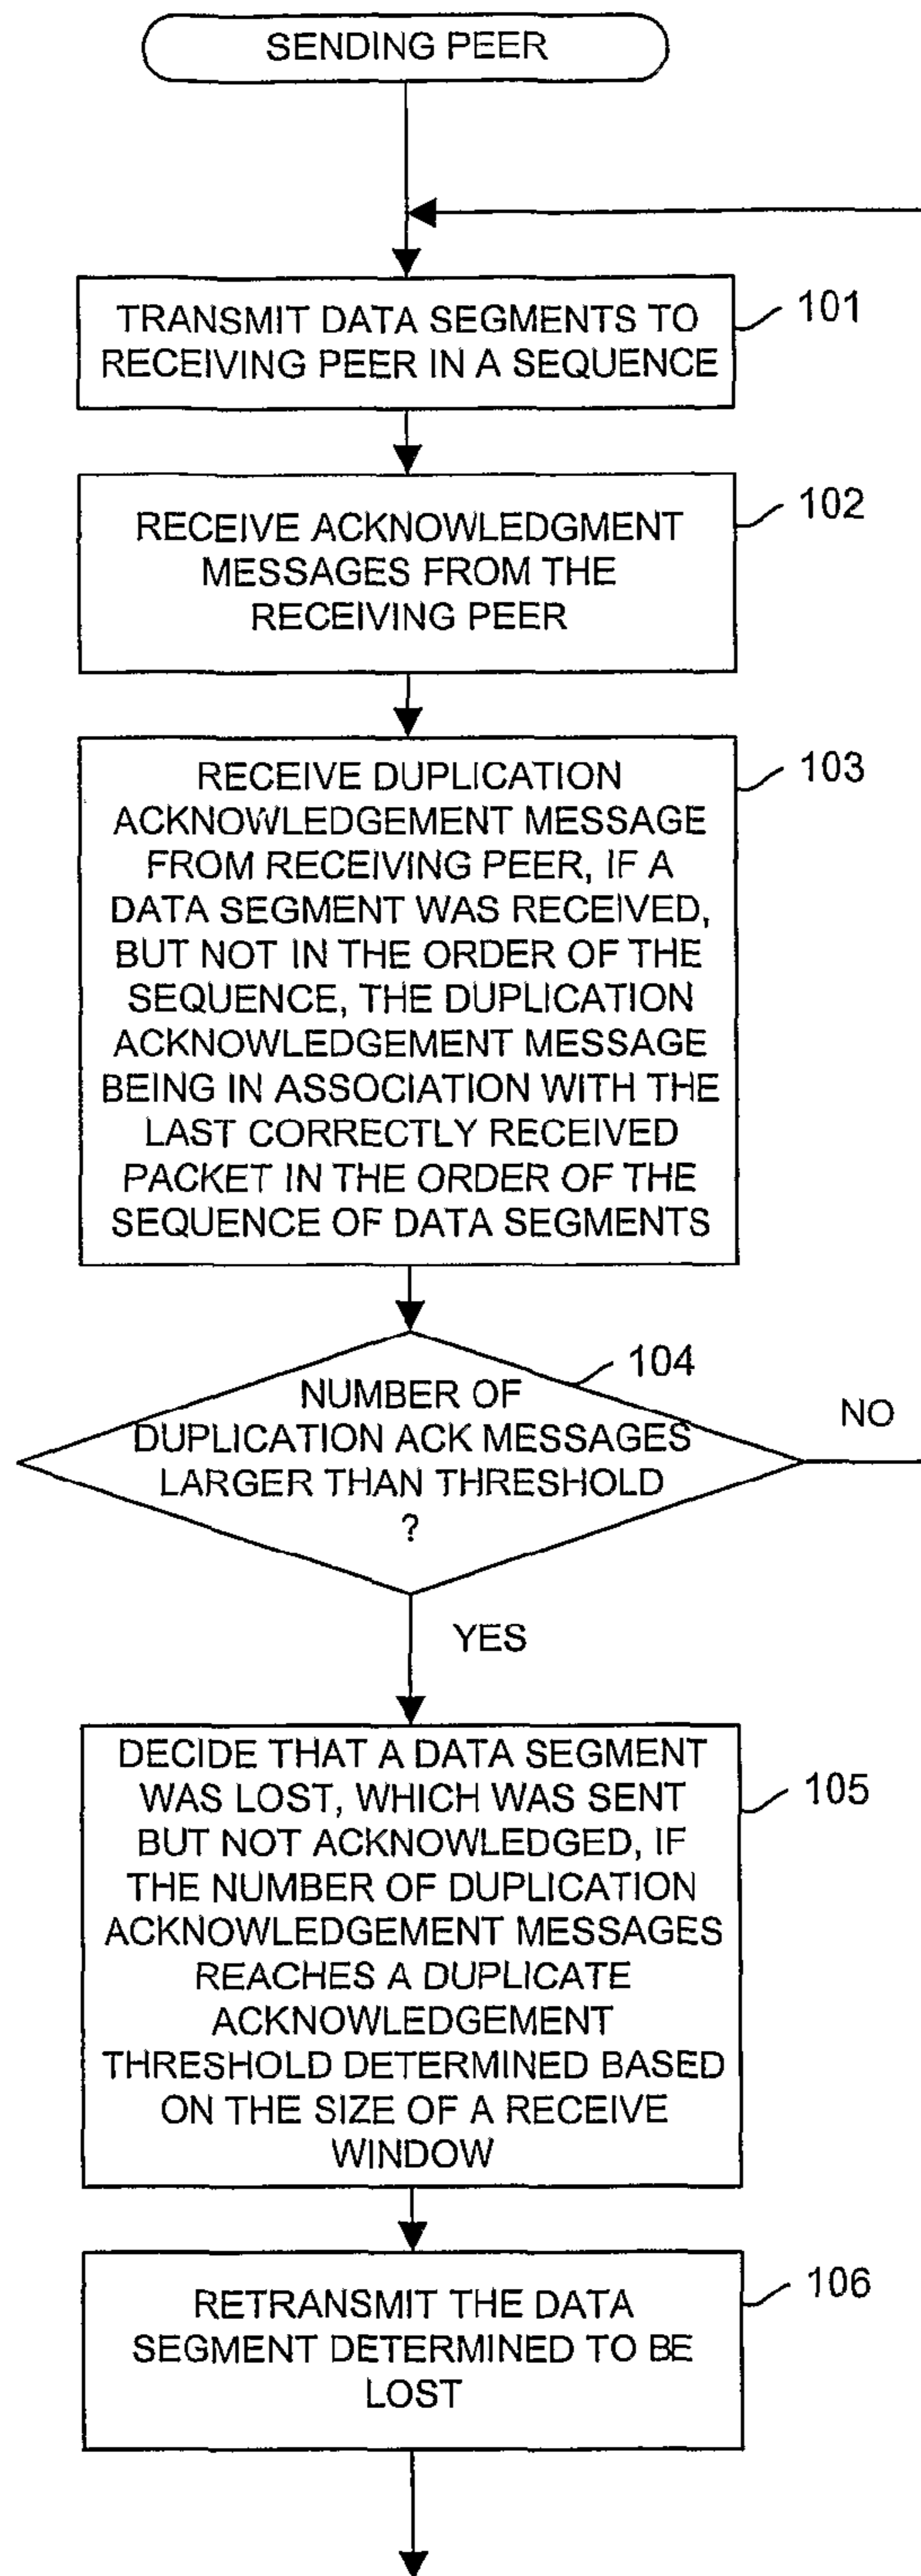 SENDING PEER
TRANSMIT DATA SEGMENTS TO
RECEIVING PEER IN A SEQUENCE
101
RECEIVE ACKNOWLEDGMENT
MESSAGES FROM THE
RECEIVING PEER
102
RECEIVE DUPLICATION
ACKNOWLEDGEMENT MESSAGE
FROM RECEIVING PEER, IF A
DATA SEGMENT WAS RECEIVED,
BUT NOT IN THE ORDER OF THE
SEQUENCE, THE DUPLICATION
ACKNOWLEDGEMENT MESSAGE
BEING IN ASSOCIATION WITH THE
LAST CORRECTLY RECEIVED
PACKET IN THE ORDER OF THE
SEQUENCE OF DATA SEGMENTS
103
104
NUMBER OF
DUPLICATION ACK MESSAGES
LARGER THAN THRESHOLD
?
NO
YES
DECIDE THAT A DATA SEGMENT
WAS LOST, WHICH WAS SENT
BUT NOT ACKNOWLEDGED, IF
THE NUMBER OF DUPLICATION
ACKNOWLEDGEMENT MESSAGES
REACHES A DUPLICATE
ACKNOWLEDGEMENT
THRESHOLD DETERMINED BASED
ON THE SIZE OF A RECEIVE
WINDOW
105
RETRANSMIT THE DATA
SEGMENT DETERMINED TO BE
LOST
106